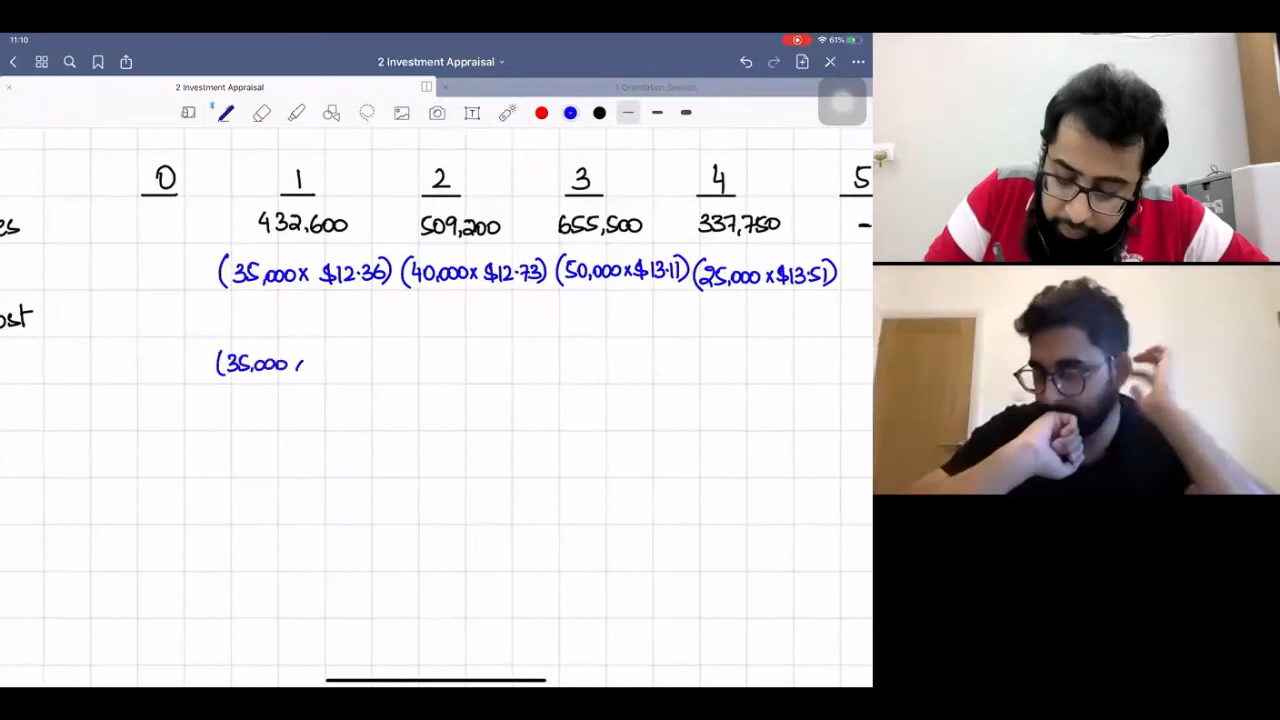 11:10
61%
2 Investment Appraisal
2 Investment Appraisal
1 Orientation Session
0 1 2 3 4 5
es 432,600 509,200 655,500 337,750 -
(35,000 x $12.36) (40,000 x $12.73) (50,000 x $13.11) (25,000 x $13.51)
ost
(35,000